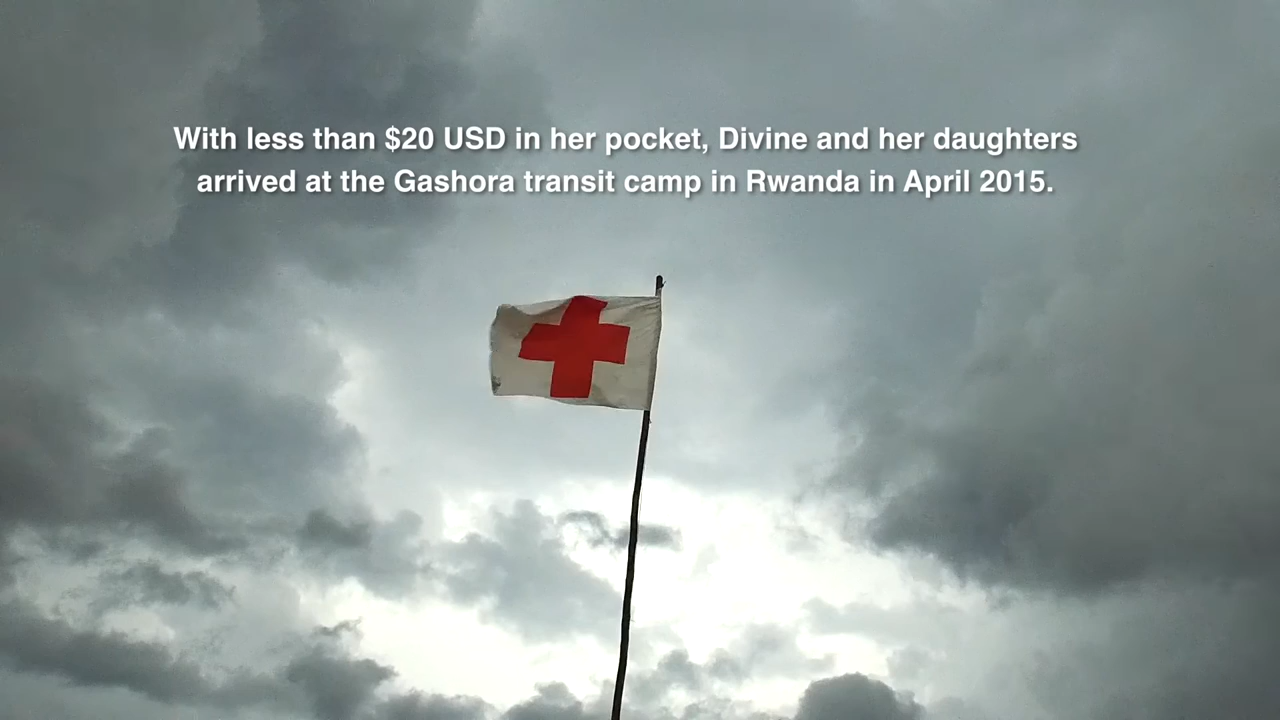 With less than $20 USD in her pocket, Divine and her daughters
arrived at the Gashora transit camp in Rwanda in April 2015.